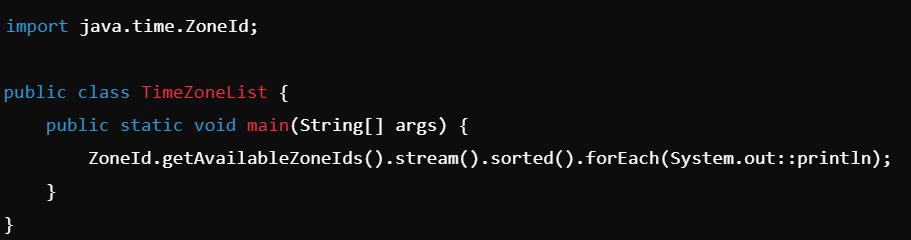 import java.time.ZoneId;
public class TimeZoneList {
    public static void main(String[] args) {
        ZoneId.getAvailableZoneIds().stream().sorted().forEach(System.out::println);
    }
}